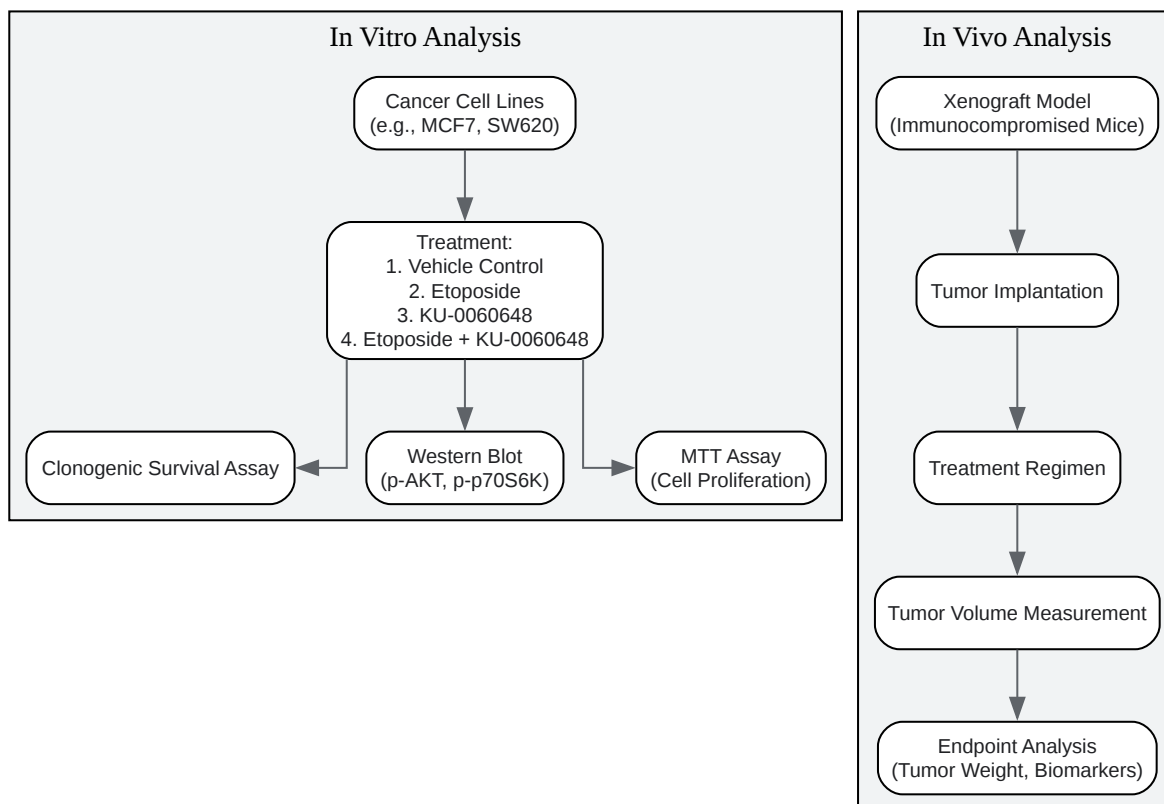 In Vitro Analysis
Cancer Cell Lines
(e.g., MCF7, SW620)
Treatment:
1. Vehicle Control
2. Etoposide
3. KU-0060648
4. Etoposide + KU-0060648
Clonogenic Survival Assay
Western Blot
(p-AKT, p-p70S6K)
MTT Assay
(Cell Proliferation)
In Vivo Analysis
Xenograft Model
(Immunocompromised Mice)
Tumor Implantation
Treatment Regimen
Tumor Volume Measurement
Endpoint Analysis
(Tumor Weight, Biomarkers)